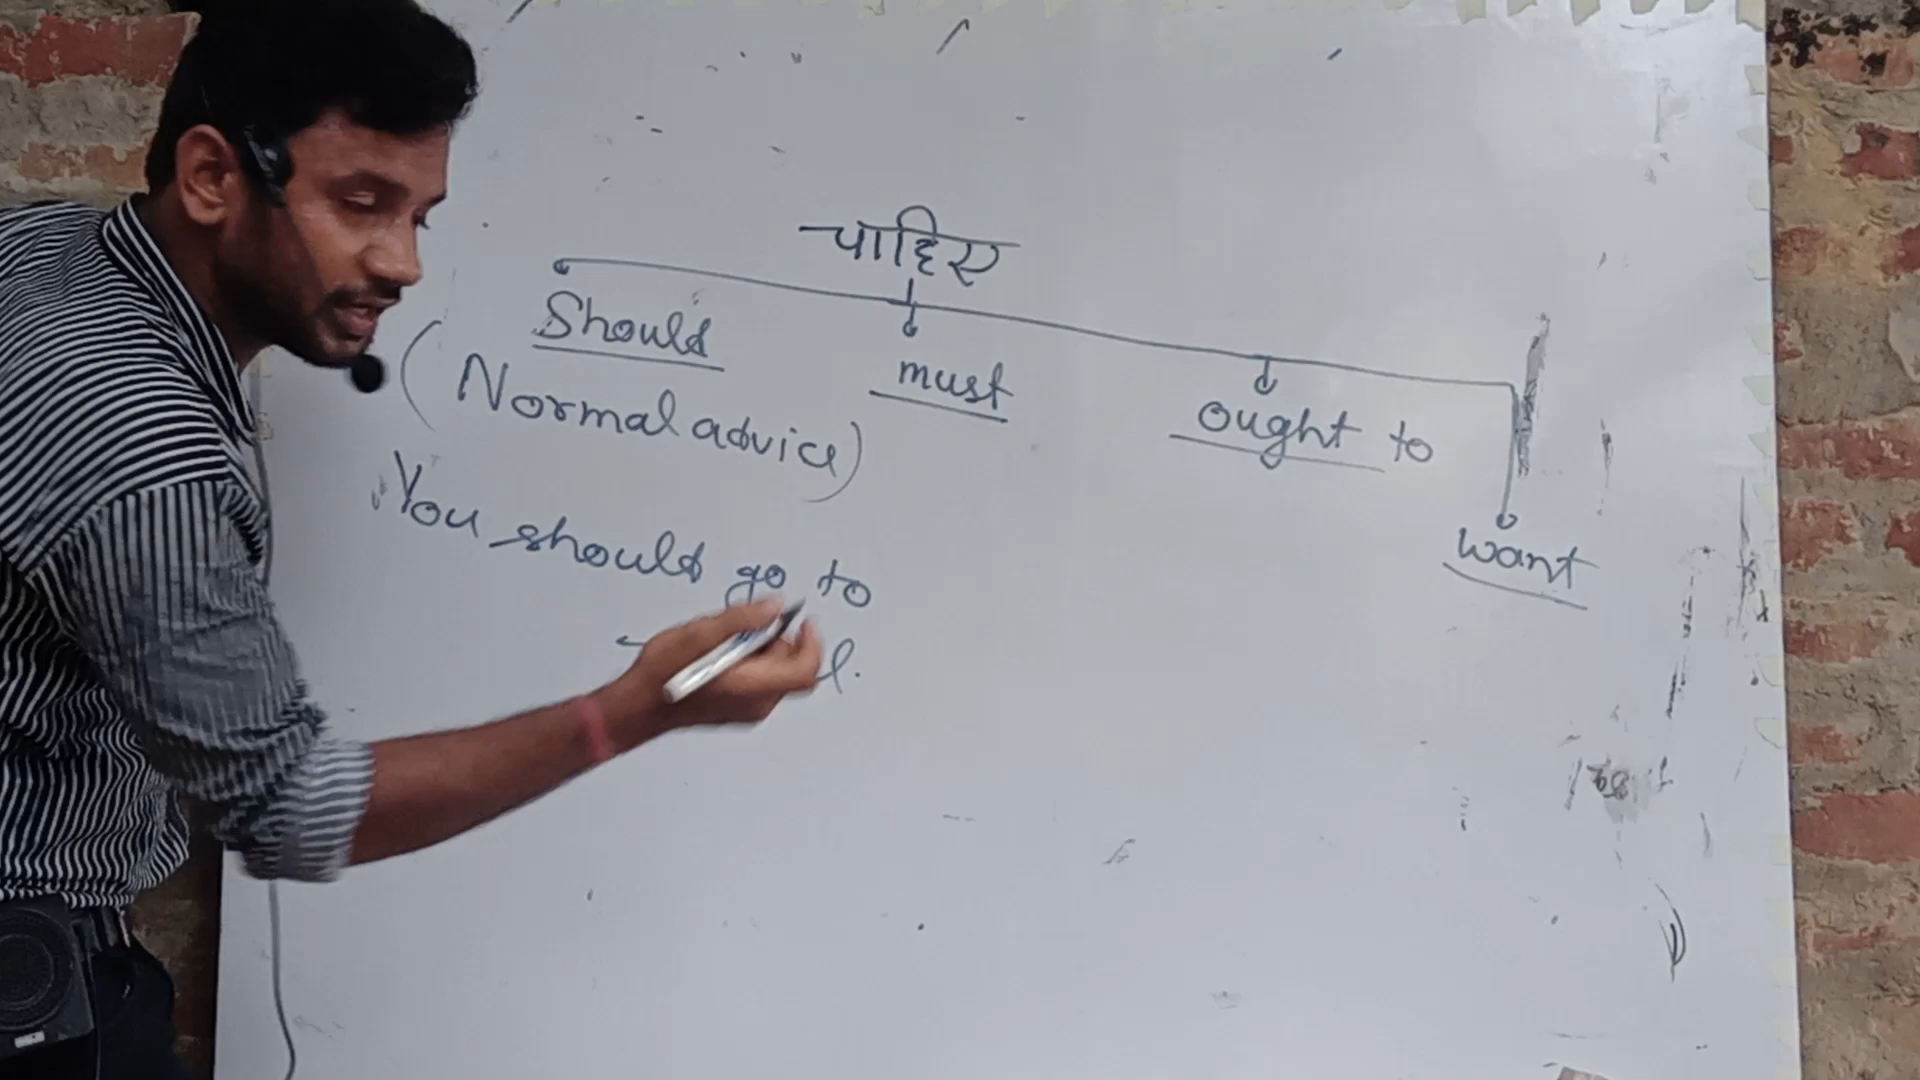 चाहिए
Should
must
ought to
want
(Normal advice)
You should go to